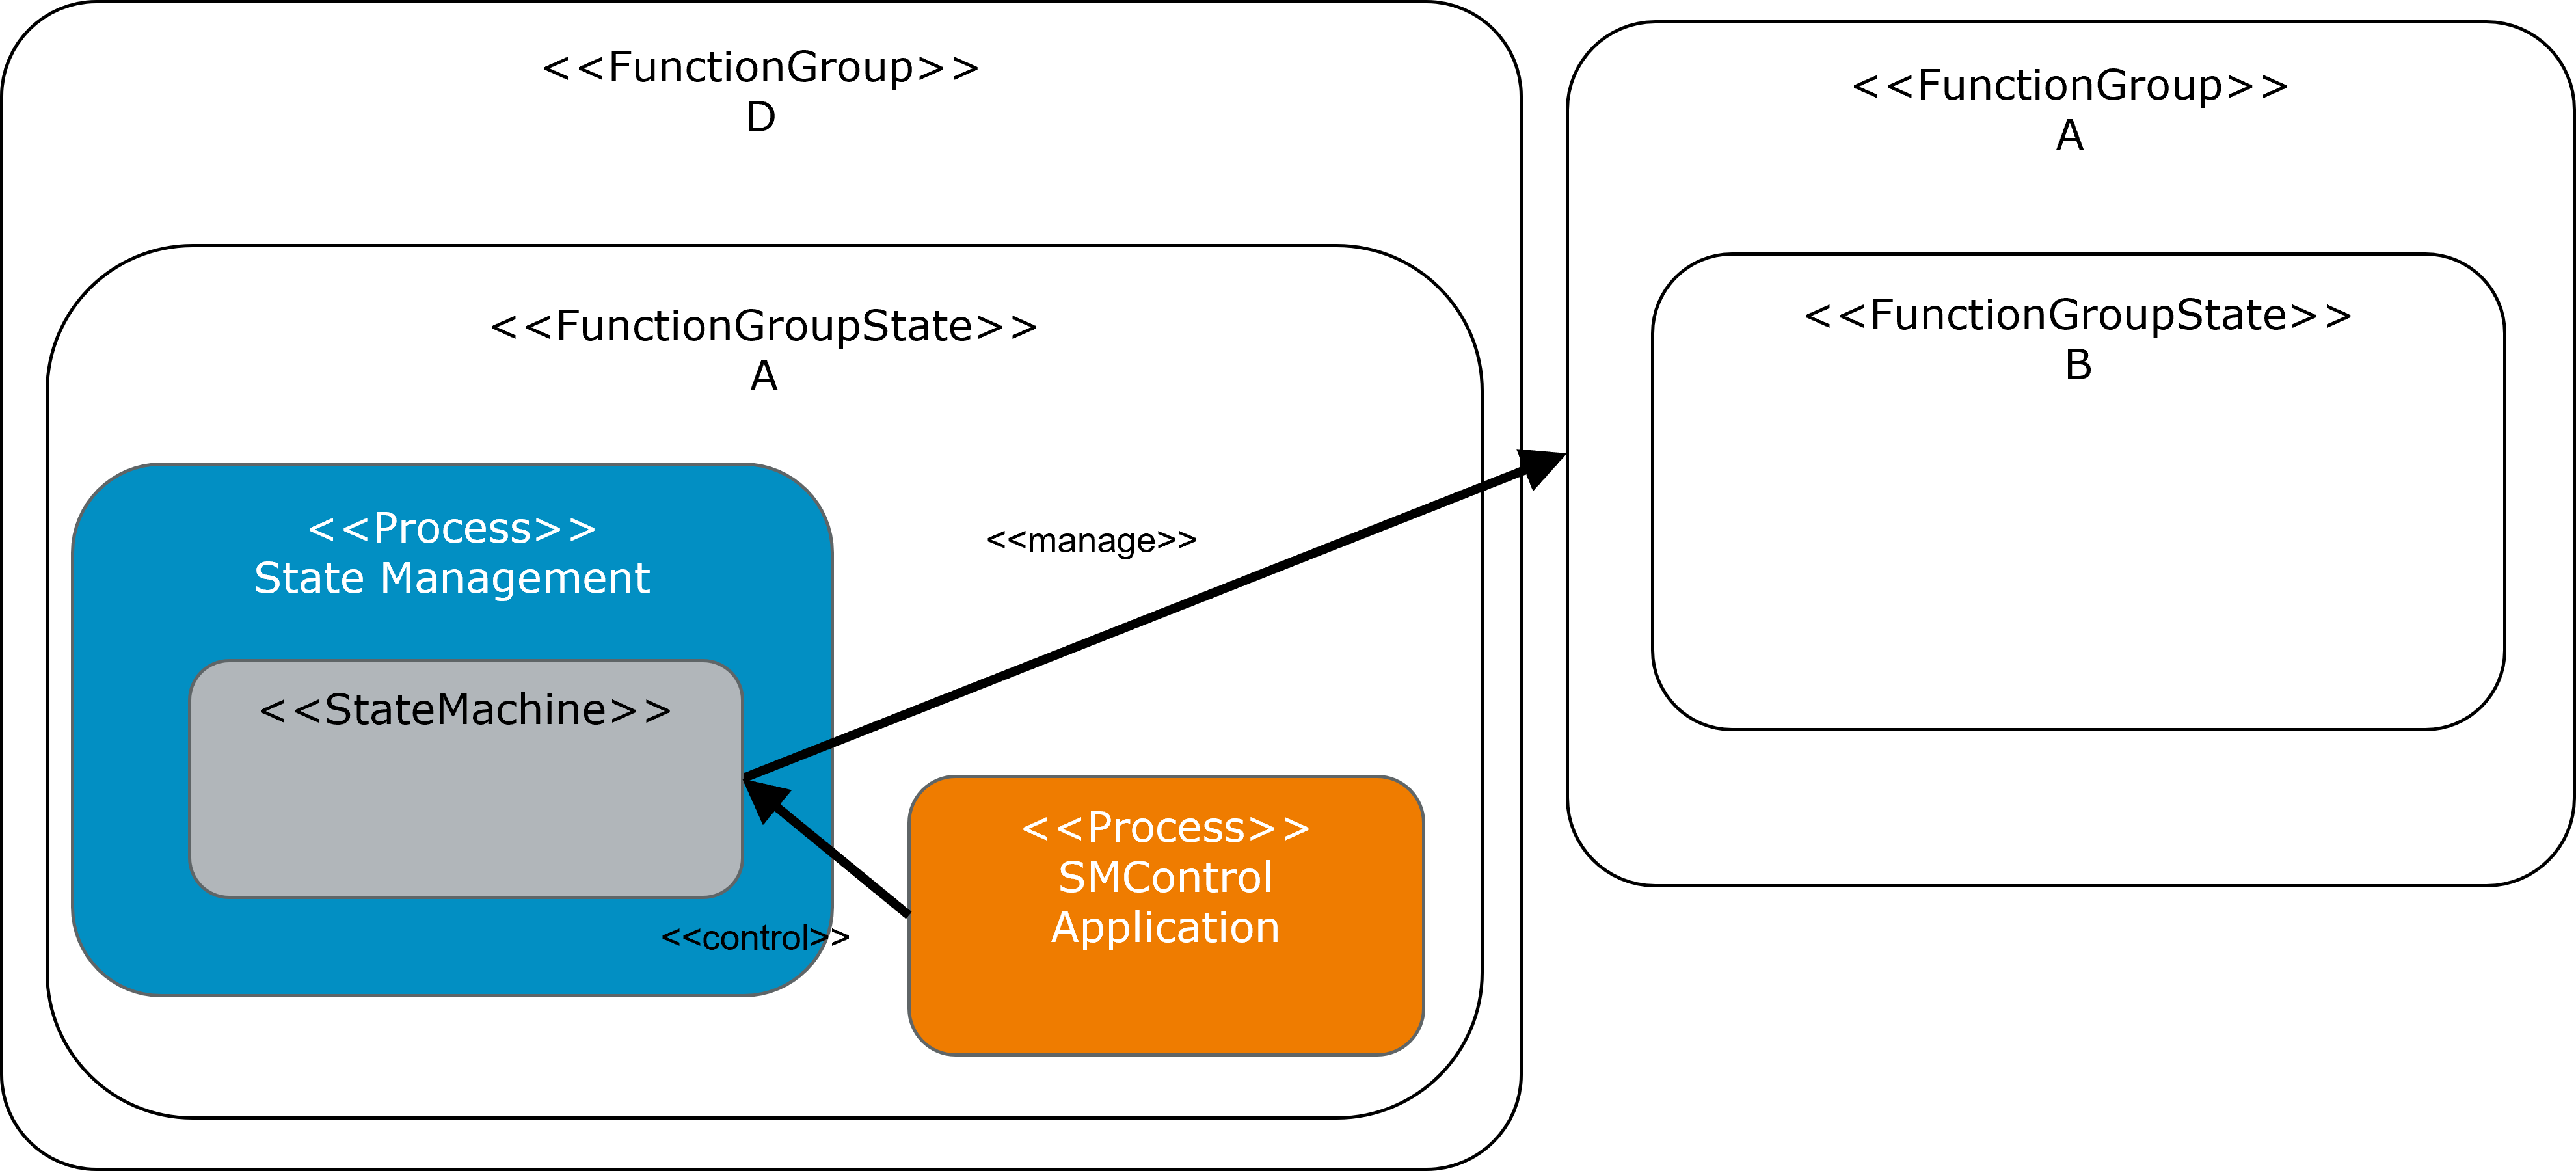 <<FunctionGroup>>
D
<<FunctionGroupState>>
A
<<Process>>
State Management
<<StateMachine>>
<<control>>
<<manage>>
<<Process>>
SMControl
Application
<<FunctionGroup>>
A
<<FunctionGroupState>>
B